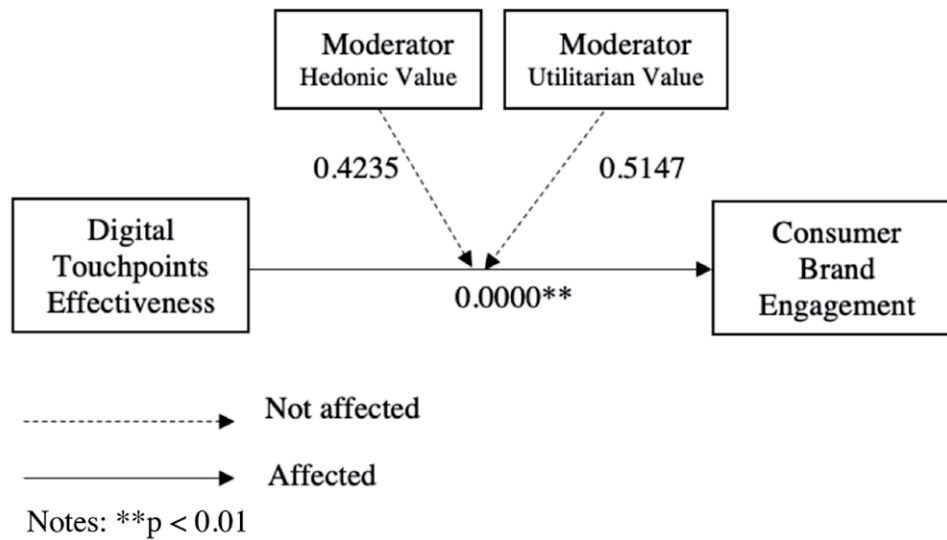 Moderator
Hedonic Value
Moderator
Utilitarian Value
0.4235
0.5147
Digital
Touchpoints
Effectiveness
0.0000**
Consumer
Brand
Engagement
Not affected
Affected
Notes: **p < 0.01